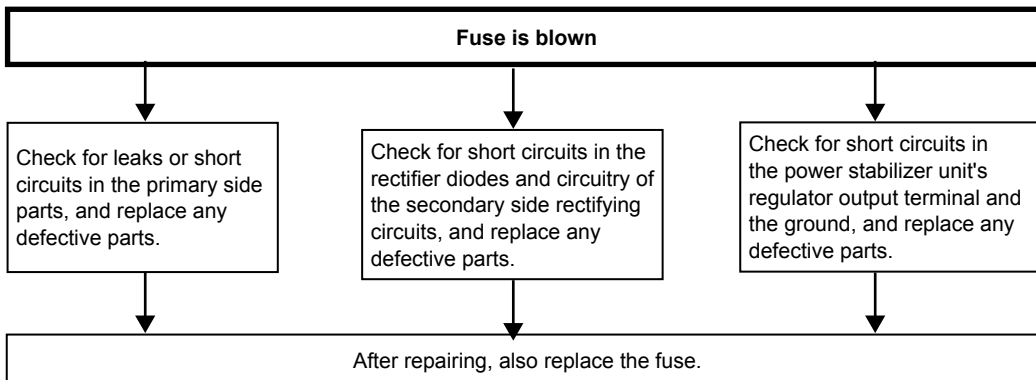 Fuse is blown
Check for leaks or short
circuits in the primary side
parts, and replace any
defective parts.
Check for short circuits in the
rectifier diodes and circuitry of
the secondary side rectifying
circuits, and replace any
defective parts.
Check for short circuits in
the power stabilizer unit's
regulator output terminal and
the ground, and replace any
defective parts.
After repairing, also replace the fuse.